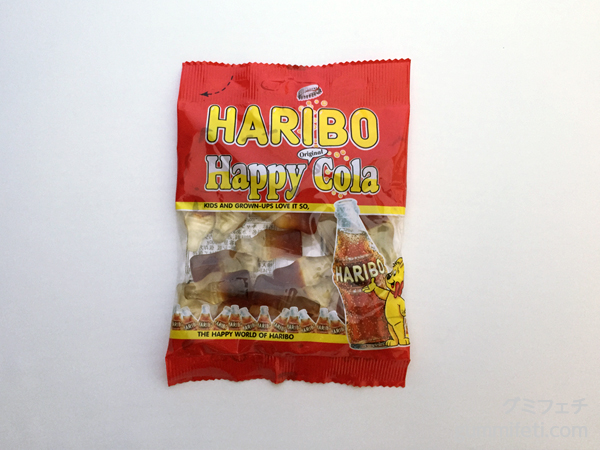 HARIBO
Original
Happy Cola
KIDS AND GROWN-UPS LOVE IT SO,
HARIBO
THE HAPPY WORLD OF HARIBO
グミフェチ